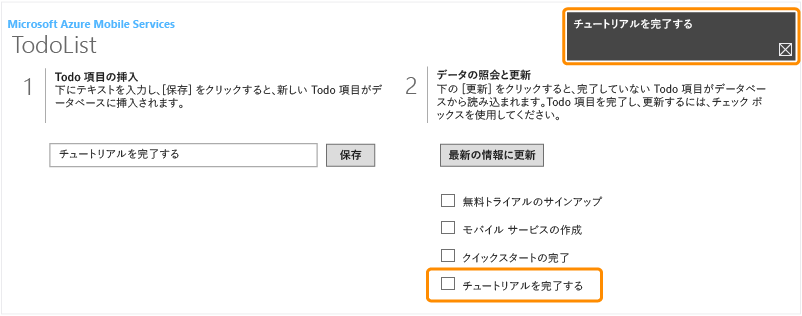 Microsoft Azure Mobile Services
TodoList
チュートリアルを完了する
1
Todo 項目の挿入
下にテキストを入力し、[保存] をクリックすると、新しい Todo 項目がデ
ータベースに挿入されます。
チュートリアルを完了する
保存
2
データの照会と更新
下の [更新] をクリックすると、完了していない Todo 項目がデータベー
スから読み込まれます。Todo 項目を完了し、更新するには、チェック ボ
ックスを使用してください。
最新の情報に更新
無料トライアルのサインアップ
モバイル サービスの作成
クイックスタートの完了
チュートリアルを完了する